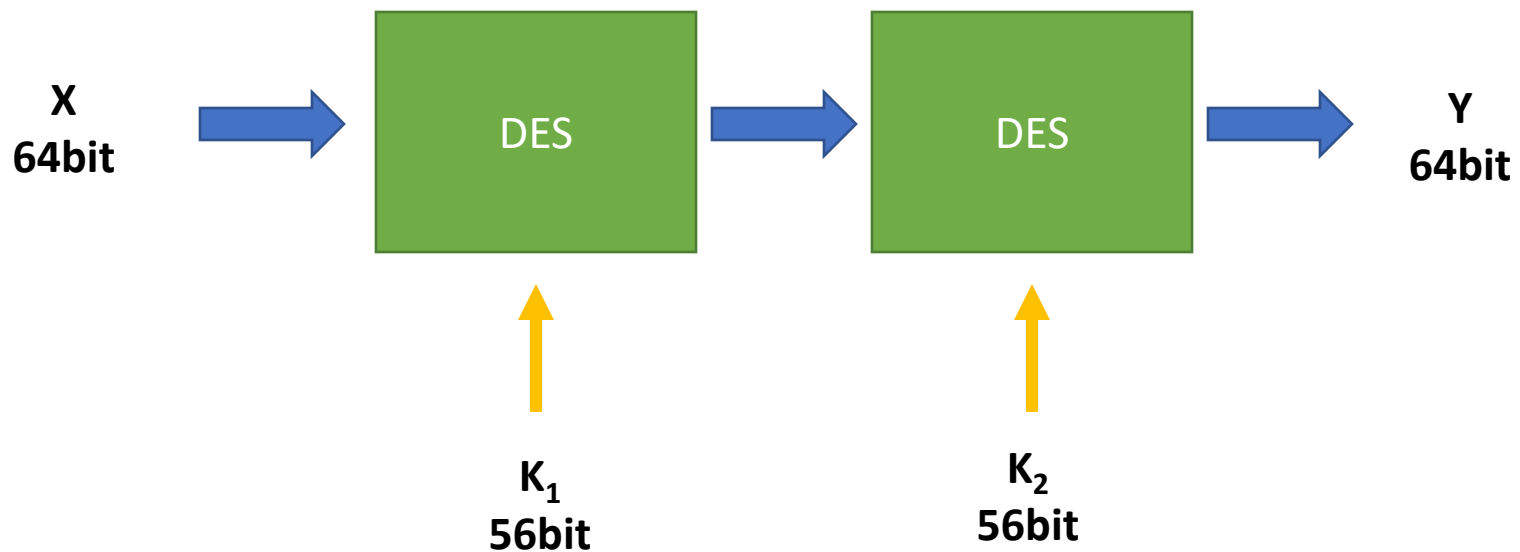 X
64bit
DES
DES
Y
64bit
K₁
56bit
K₂
56bit